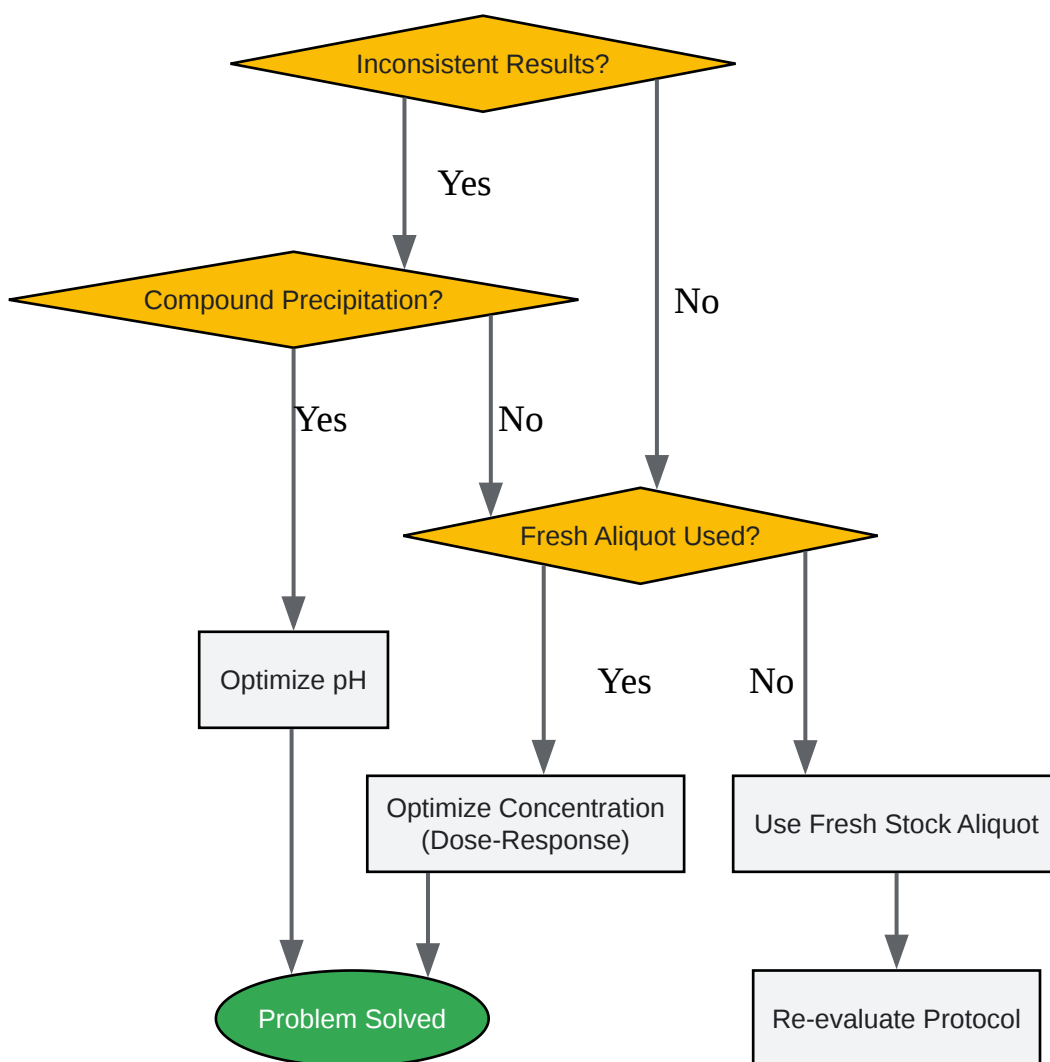 Inconsistent Results?
Yes
Compound Precipitation?
No
Yes
No
Fresh Aliquot Used?
Optimize pH
Yes
No
Optimize Concentration
(Dose-Response)
Use Fresh Stock Aliquot
Problem Solved
Re-evaluate Protocol